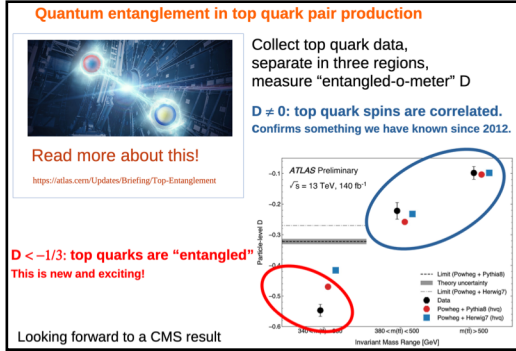 Quantum entanglement in top quark pair production
Read more about this!
https://atlas.cern/Updates/Briefing/Top-Entanglement
Collect top quark data,
separate in three regions,
measure “entangled-o-meter” D
D ≠ 0: top quark spins are correlated.
Confirms something we have known since 2012.
D < −1/3: top quarks are “entangled”
This is new and exciting!
Looking forward to a CMS result
ATLAS Preliminary
√s = 13 TeV, 140 fb⁻¹
Particle-level D
−0.1
−0.2
−0.3
−0.4
−0.5
−0.6
Limit (Powheg + Pythia8)
Theory uncertainty
Limit (Powheg + Herwig7)
Data
Powheg + Pythia8 (hvq)
Powheg + Herwig7 (hvq)
380 < m(tt̄) < 500
m(tt̄) > 500
Invariant Mass Range [GeV]